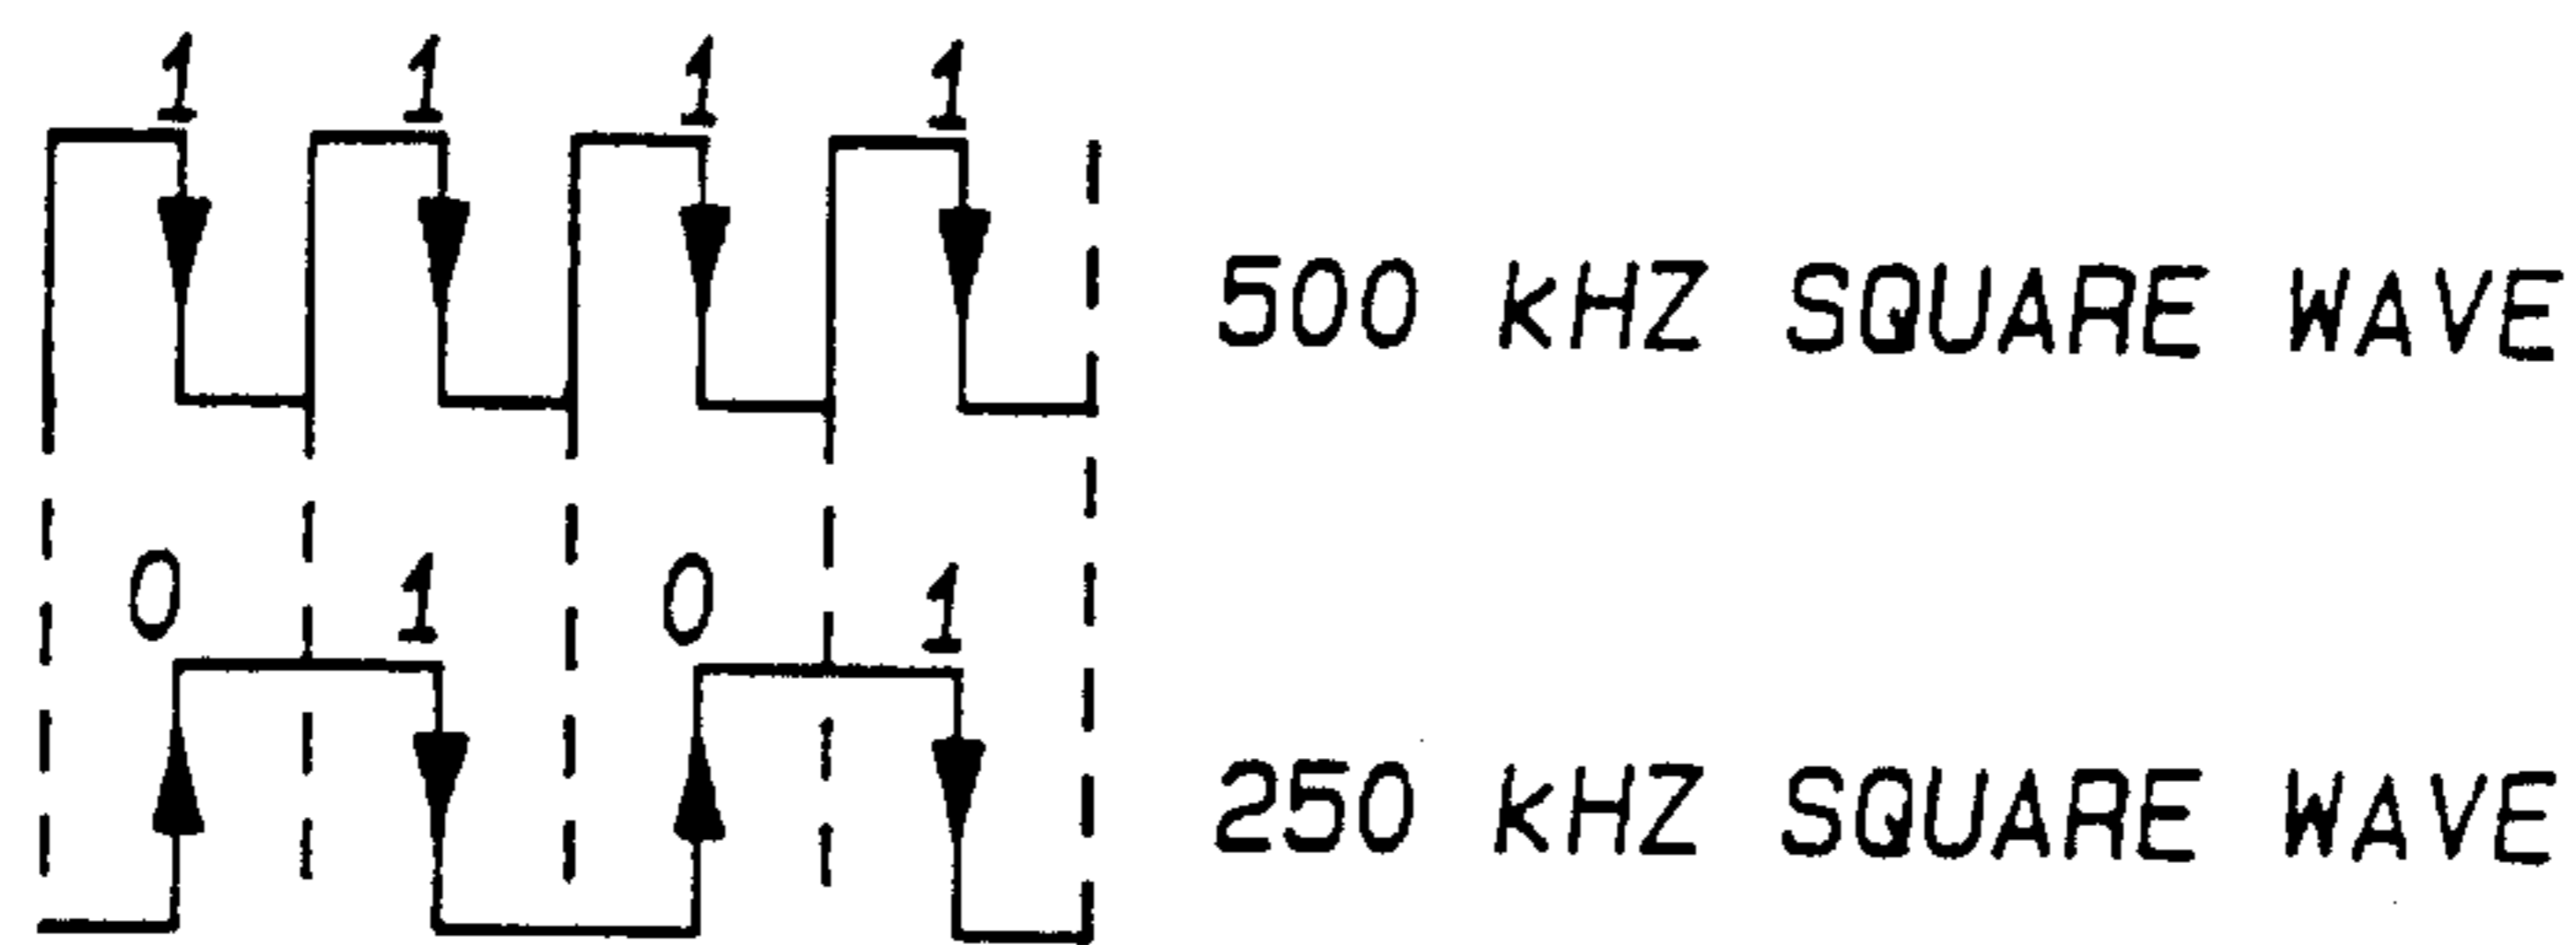 1 1 1 1
500 kHZ SQUARE WAVE
0 1 0 1
250 kHZ SQUARE WAVE